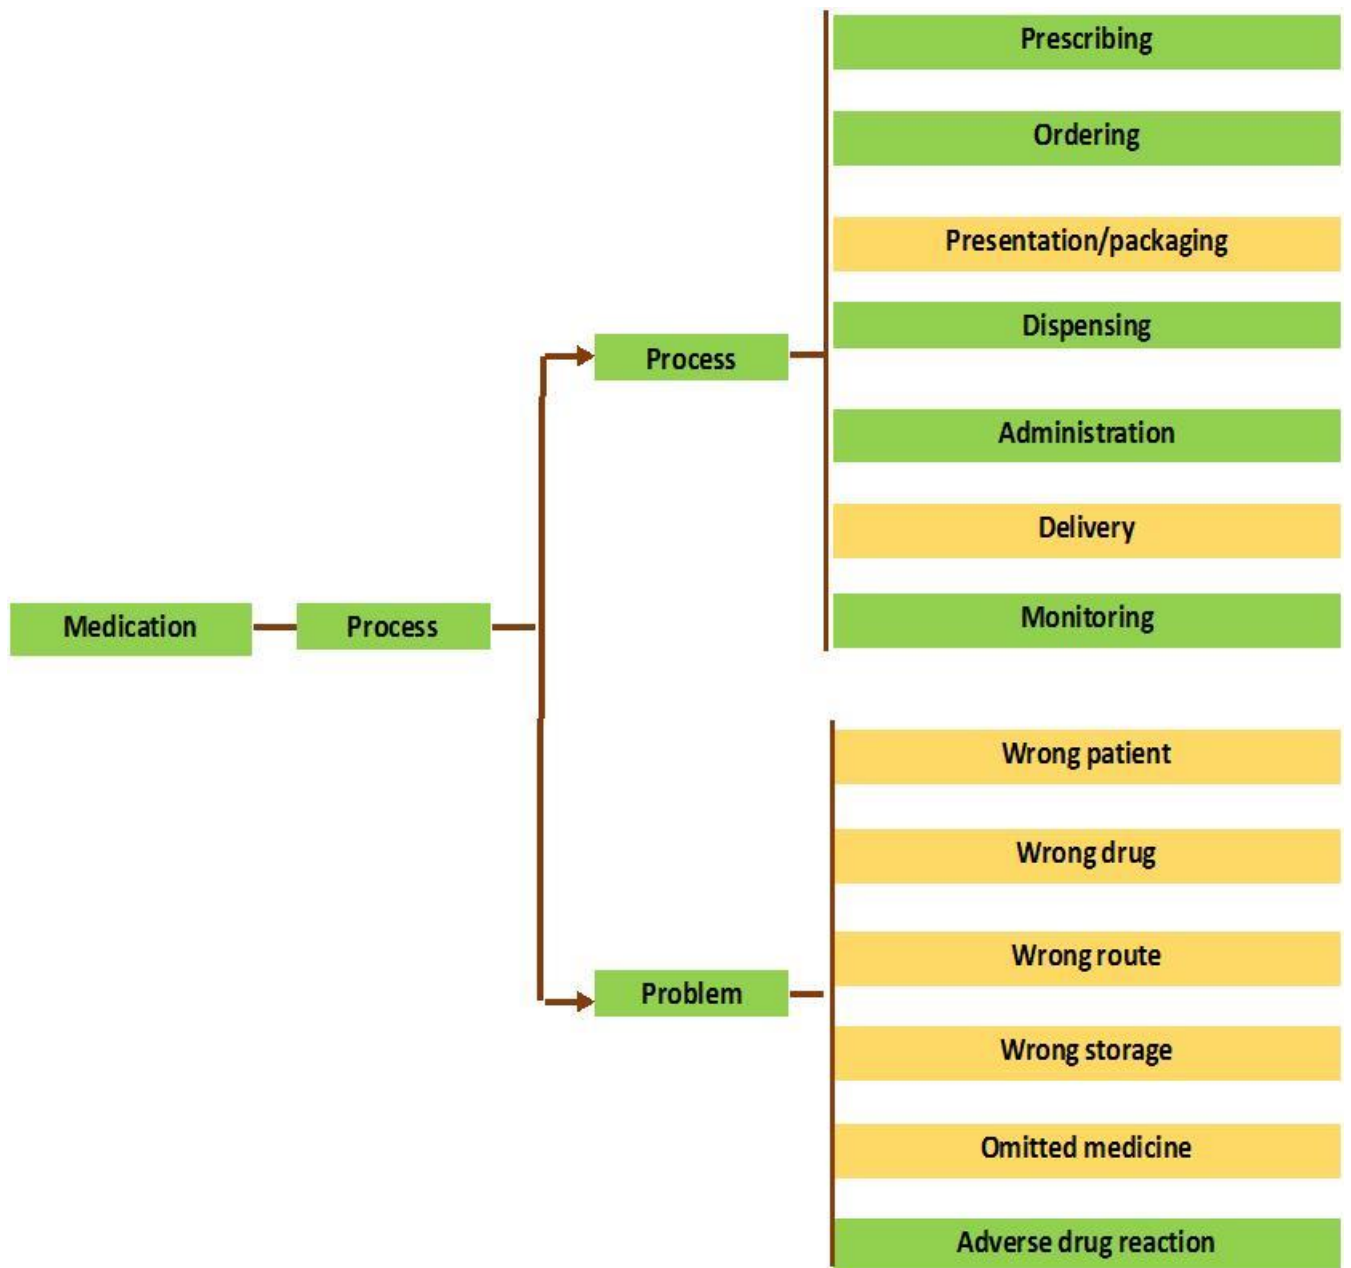 Prescribing
Ordering
Presentation/packaging
Dispensing
Process
Administration
Delivery
Medication
Process
Monitoring
Wrong patient
Wrong drug
Wrong route
Problem
Wrong storage
Omitted medicine
Adverse drug reaction